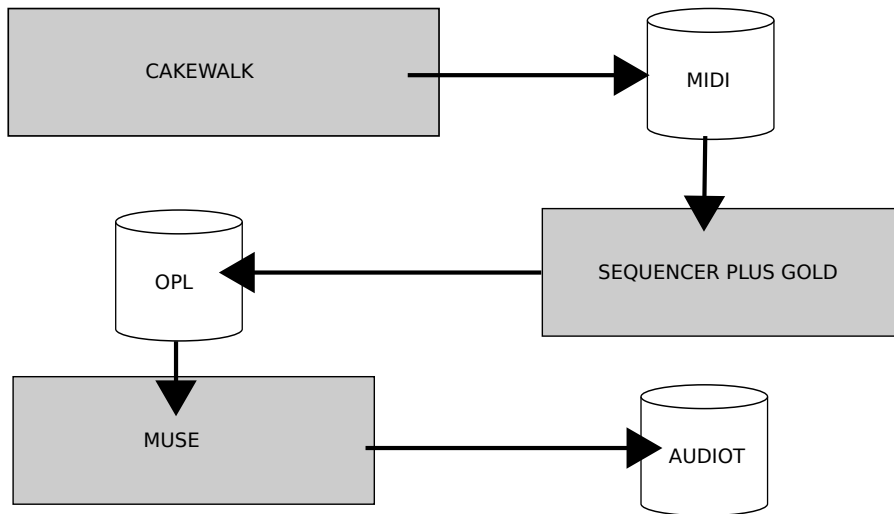 CAKEWALK
MIDI
SEQUENCER PLUS GOLD
OPL
MUSE
AUDIOT